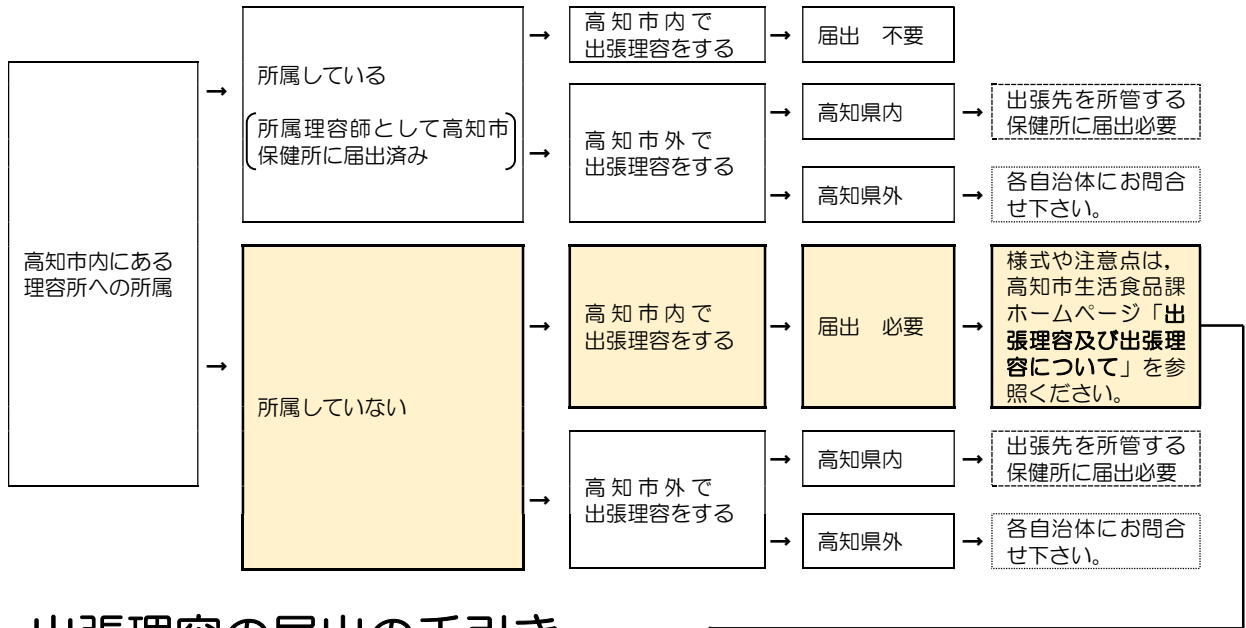 高知市内にある
理容所への所属
→
所属している
所属理容師として高知市
保健所に届出済み
→
高知市内で
出張理容をする
→
届出 不要
→
高知市外で
出張理容をする
→
高知県内
→
出張先を所管する
保健所に届出必要
→
高知県外
→
各自治体にお問合
せ下さい。
→
所属していない
→
高知市内で
出張理容をする
→
届出 必要
→
様式や注意点は,
高知市生活食品課
ホームページ「出
張理容及び出張理
容について」を参
照ください。
→
高知市外で
出張理容をする
→
高知県内
→
出張先を所管する
保健所に届出必要
→
高知県外
→
各自治体にお問合
せ下さい。
出張理容の届出の手引き